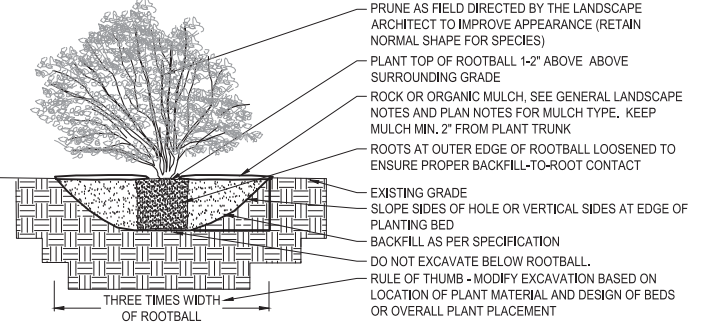 PRUNE AS FIELD DIRECTED BY THE LANDSCAPE
ARCHITECT TO IMPROVE APPEARANCE (RETAIN
NORMAL SHAPE FOR SPECIES)
PLANT TOP OF ROOTBALL 1-2" ABOVE ABOVE
SURROUNDING GRADE
ROCK OR ORGANIC MULCH, SEE GENERAL LANDSCAPE
NOTES AND PLAN NOTES FOR MULCH TYPE. KEEP
MULCH MIN. 2" FROM PLANT TRUNK
ROOTS AT OUTER EDGE OF ROOTBALL LOOSENED TO
ENSURE PROPER BACKFILL-TO-ROOT CONTACT
EXISTING GRADE
SLOPE SIDES OF HOLE OR VERTICAL SIDES AT EDGE OF
PLANTING BED
BACKFILL AS PER SPECIFICATION
DO NOT EXCAVATE BELOW ROOTBALL.
RULE OF THUMB - MODIFY EXCAVATION BASED ON
LOCATION OF PLANT MATERIAL AND DESIGN OF BEDS
OR OVERALL PLANT PLACEMENT
THREE TIMES WIDTH
OF ROOTBALL